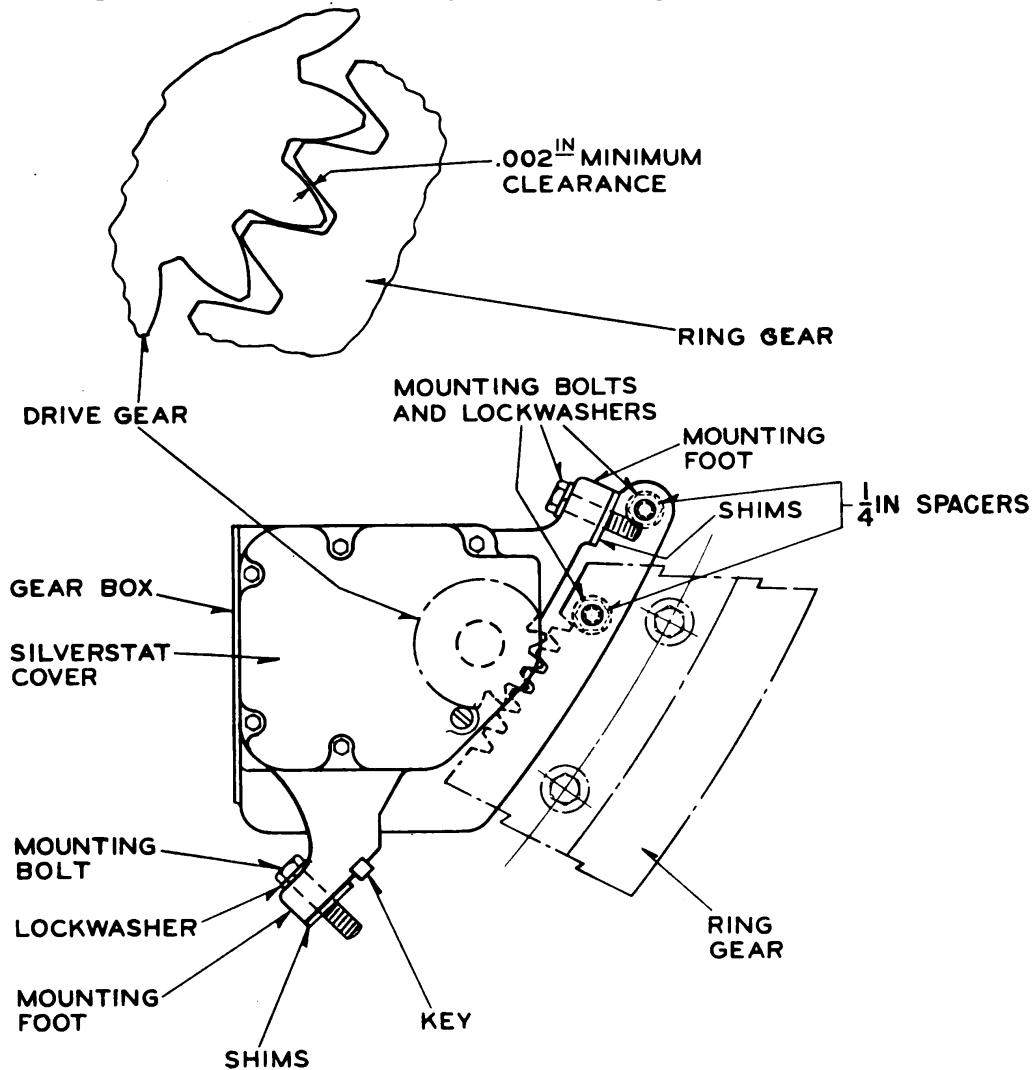 .002 IN MINIMUM
CLEARANCE
RING GEAR
DRIVE GEAR
MOUNTING BOLTS
AND LOCKWASHERS
MOUNTING
FOOT
SHIMS
1/4 IN SPACERS
GEAR BOX
SILVERSTAT
COVER
MOUNTING
BOLT
LOCKWASHER
MOUNTING
FOOT
SHIMS
KEY
RING
GEAR